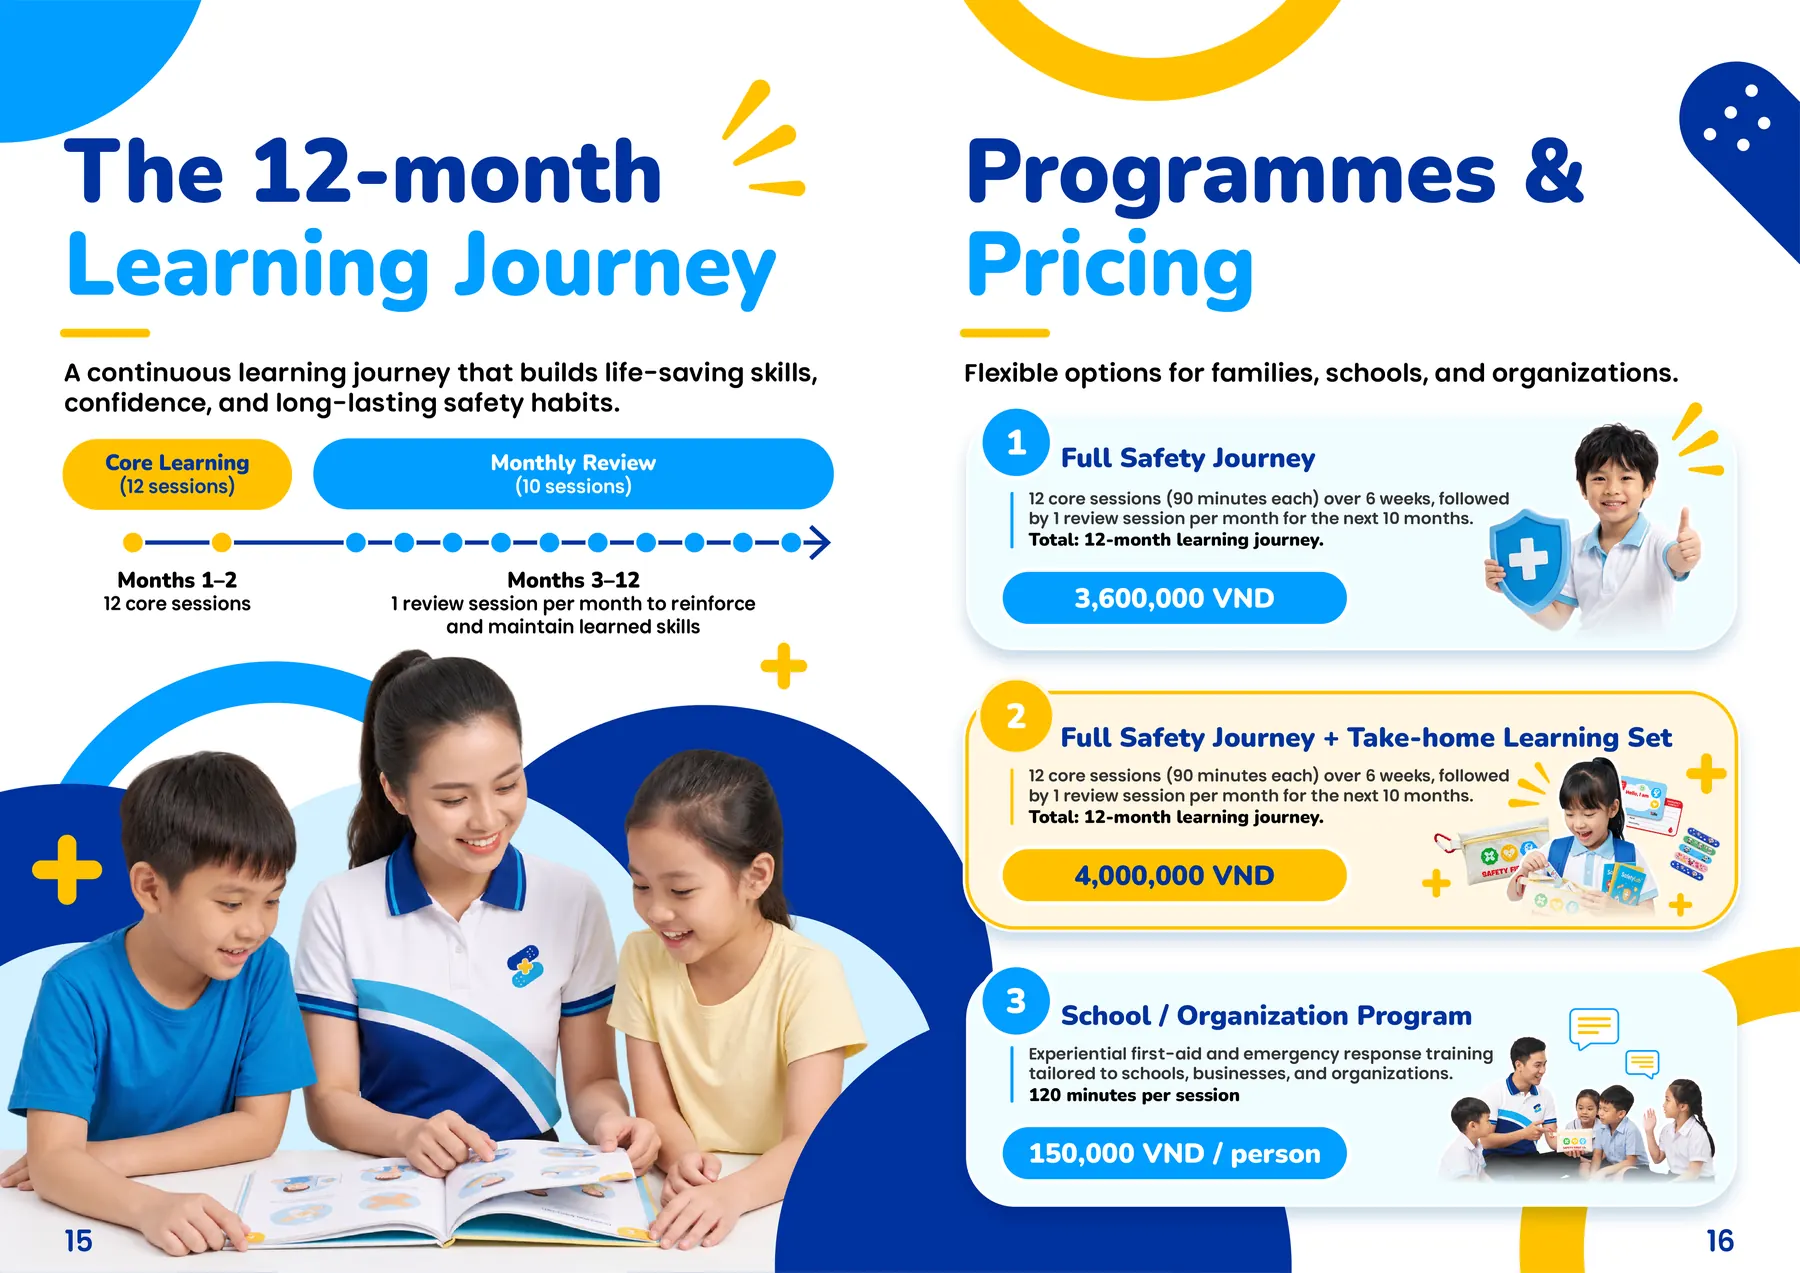 The 12-month
Learning Journey
A continuous learning journey that builds life-saving skills,
confidence, and long-lasting safety habits.
Core Learning
(12 sessions)
Monthly Review
(10 sessions)
Months 1–2
12 core sessions
Months 3–12
1 review session per month to reinforce
and maintain learned skills
15
Programmes &
Pricing
Flexible options for families, schools, and organizations.
1
Full Safety Journey
12 core sessions (90 minutes each) over 6 weeks, followed
by 1 review session per month for the next 10 months.
Total: 12-month learning journey.
3,600,000 VND
2
Full Safety Journey + Take-home Learning Set
12 core sessions (90 minutes each) over 6 weeks, followed
by 1 review session per month for the next 10 months.
Total: 12-month learning journey.
Hello, I am
4,000,000 VND
3
School / Organization Program
Experiential first-aid and emergency response training
tailored to schools, businesses, and organizations.
120 minutes per session
150,000 VND / person
16